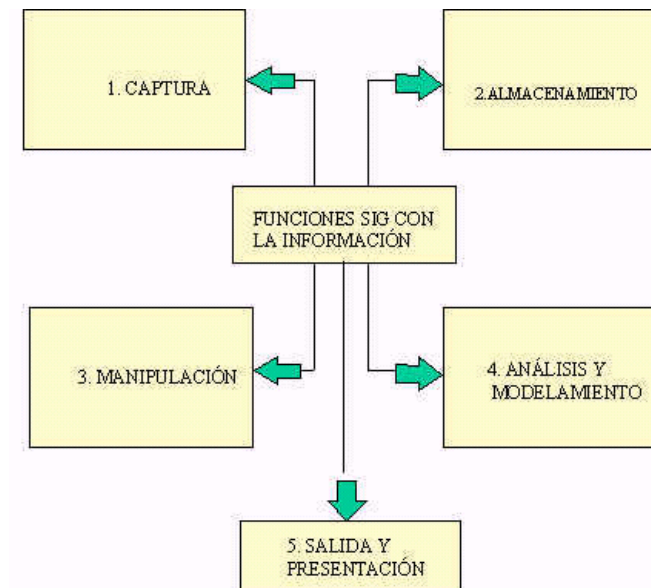 1. CAPTURA
2.ALMACENAMIENTO
FUNCIONES SIG CON
LA INFORMACIÓN
3. MANIPULACIÓN
4. ANÁLISIS Y
MODELAMIENTO
5. SALIDA Y
PRESENTACIÓN